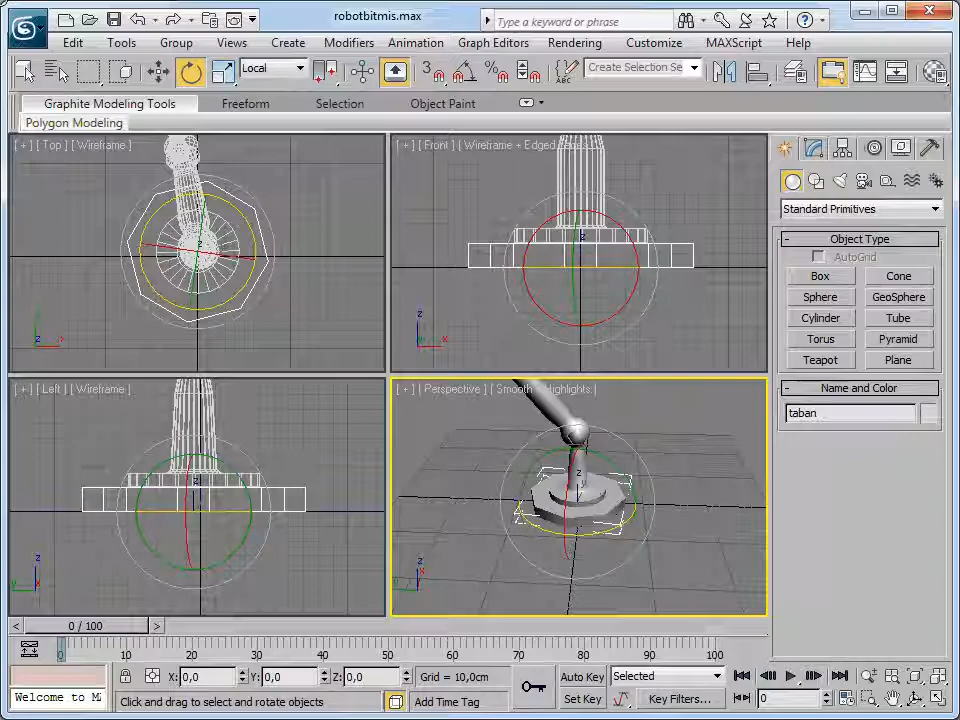 robotbitmis.max
Type a keyword or phrase
Edit Tools Group Views Create Modifiers Animation Graph Editors Rendering Customize MAXScript Help
Local
3
%
ABC
Create Selection Se
Graphite Modeling Tools Freeform Selection Object Paint
Polygon Modeling
[ + ] [ Top ] [ Wireframe ]
[ + ] [ Front ] [ Wireframe + Edged Faces ]
Standard Primitives
- Object Type
AutoGrid
Box Cone
Sphere GeoSphere
Cylinder Tube
Torus Pyramid
Teapot Plane
- Name and Color
taban
[ + ] [ Left ] [ Wireframe ]
[ + ] [ Perspective ] [ Smooth + Highlights ]
< 0 / 100 >
0 10 20 30 40 50 60 70 80 90 100
X: 0,0 Y: 0,0 Z: 0,0 Grid = 10,0cm
Auto Key Selected
Welcome to MA
Click and drag to select and rotate objects
Add Time Tag
Set Key Key Filters... 0